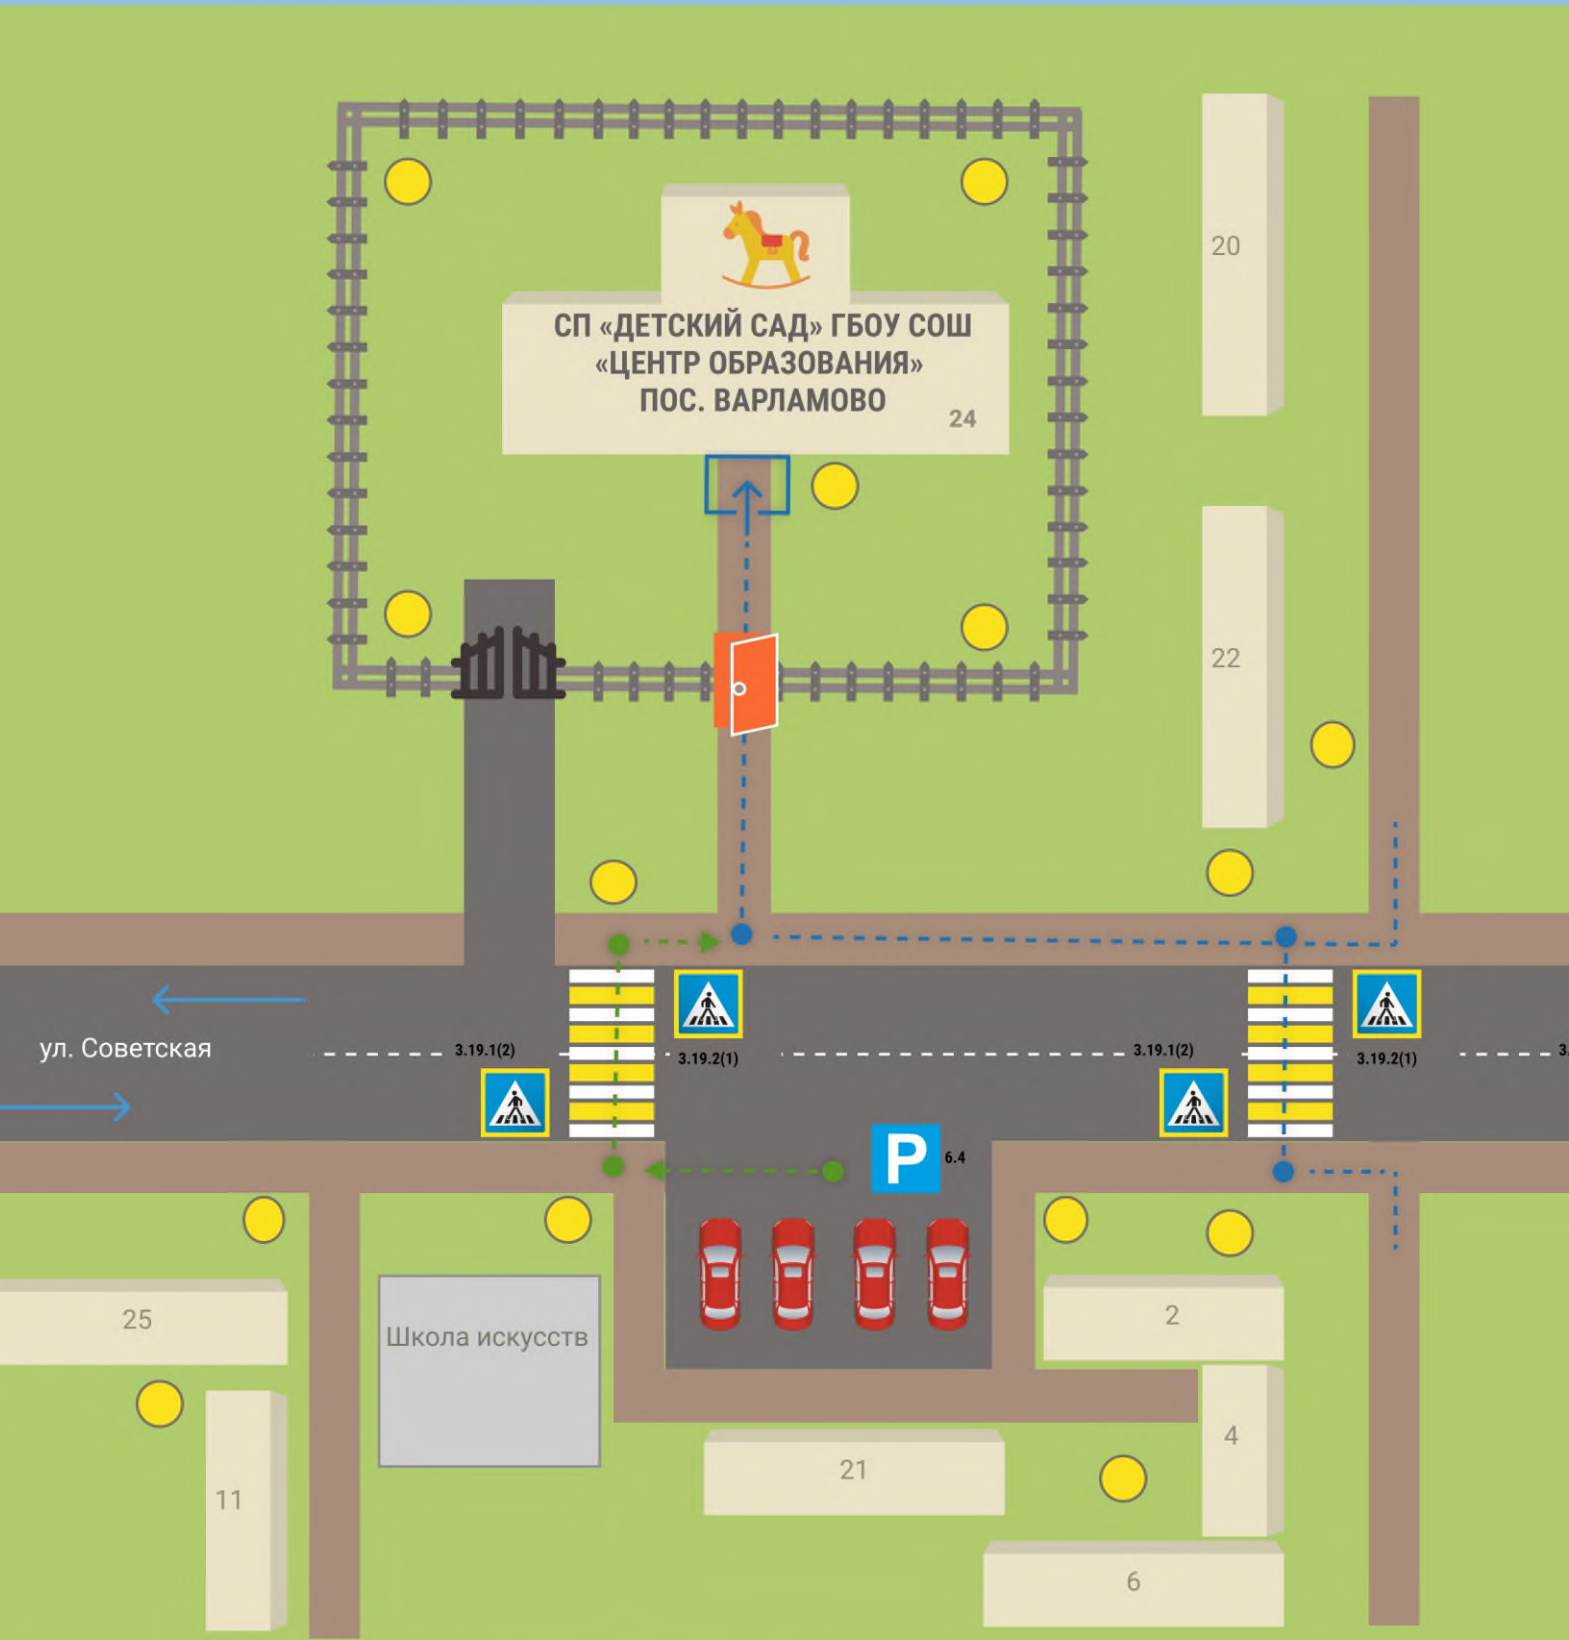 20
СП «ДЕТСКИЙ САД» ГБОУ СОШ
«ЦЕНТР ОБРАЗОВАНИЯ»
ПОС. ВАРЛАМОВО
24
22
ул. Советская
3.19.1(2)
3.19.2(1)
3.19.1(2)
3.19.2(1)
3.
P
6.4
25
Школа искусств
2
4
21
11
6